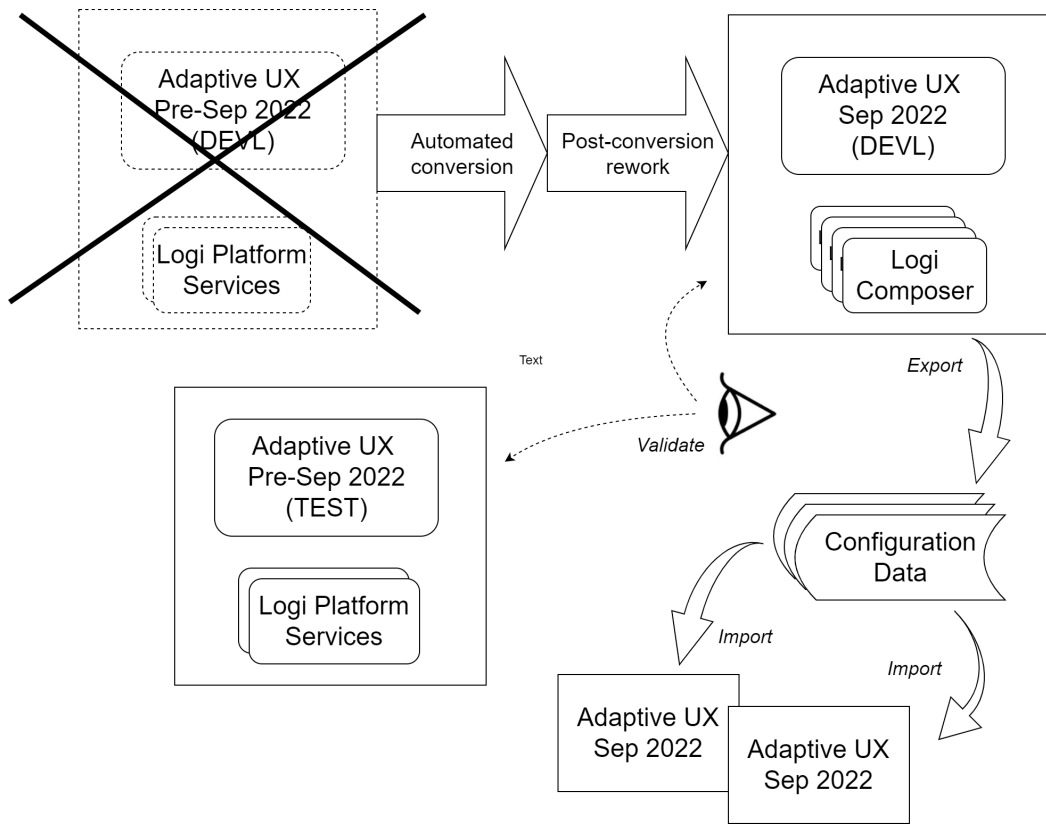 Adaptive UX
Pre-Sep 2022
(DEVL)
Logi Platform
Services
Automated
conversion
Post-conversion
rework
Adaptive UX
Sep 2022
(DEVL)
Logi
Composer
Text
Export
Validate
Adaptive UX
Pre-Sep 2022
(TEST)
Logi Platform
Services
Configuration
Data
Import
Import
Adaptive UX
Sep 2022
Adaptive UX
Sep 2022